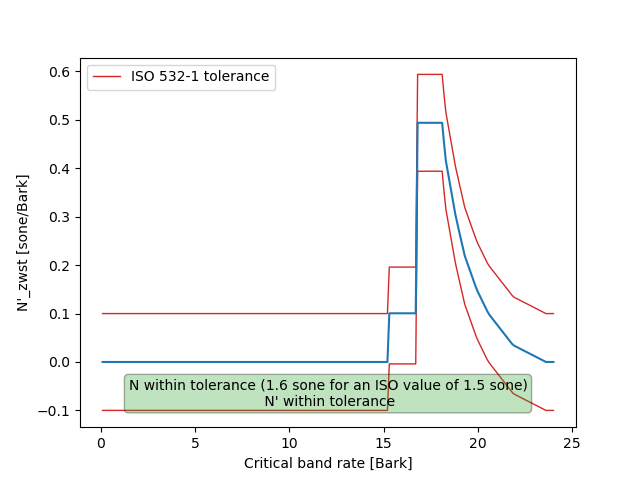 ISO 532-1 tolerance
0.6
0.5
0.4
0.3
0.2
0.1
0.0
−0.1
N'_zwst [sone/Bark]
N within tolerance (1.6 sone for an ISO value of 1.5 sone)
N' within tolerance
0 5 10 15 20 25
Critical band rate [Bark]